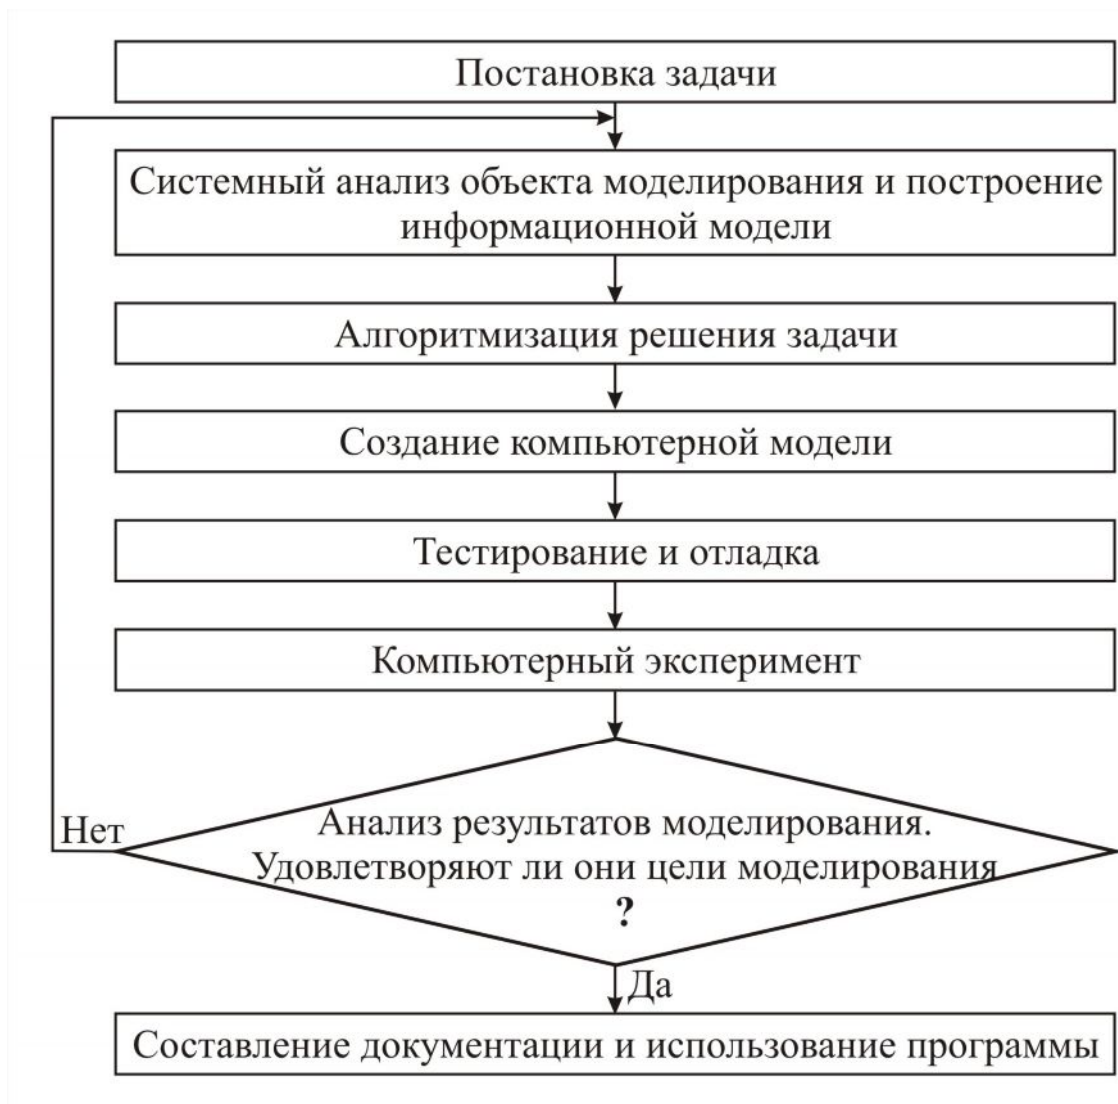 Постановка задачи
Системный анализ объекта моделирования и построение
информационной модели
Алгоритмизация решения задачи
Создание компьютерной модели
Тестирование и отладка
Компьютерный эксперимент
Анализ результатов моделирования.
Удовлетворяют ли они цели моделирования
?
Нет
Да
Составление документации и использование программы